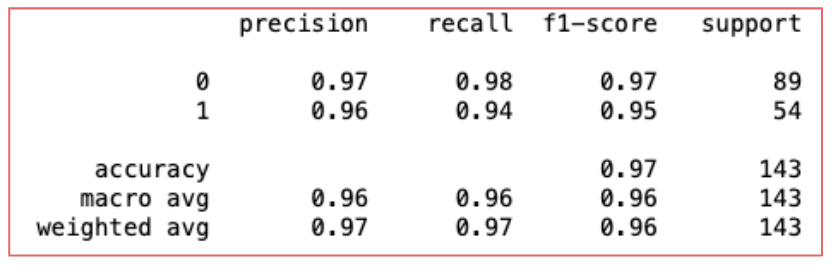 precision recall f1-score support
0 0.97 0.98 0.97 89
1 0.96 0.94 0.95 54
accuracy 0.97 143
macro avg 0.96 0.96 0.96 143
weighted avg 0.97 0.97 0.96 143